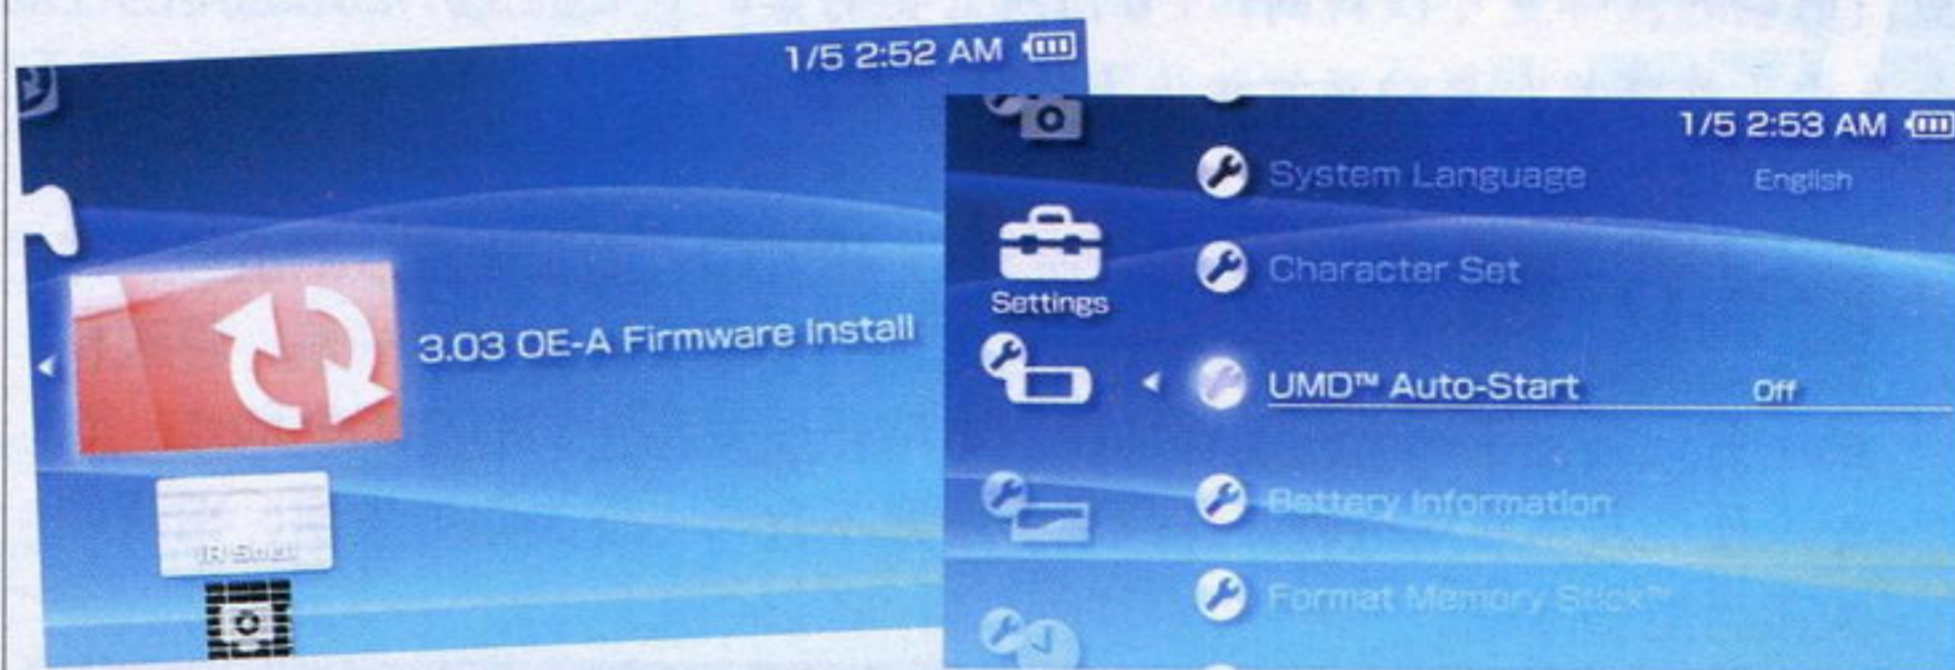 1/5 2:52 AM
3.03 OE-A Firmware Install
1/5 2:53 AM
System Language English
Character Set
Settings
UMD™ Auto-Start Off
Battery Information
Format Memory Stick™